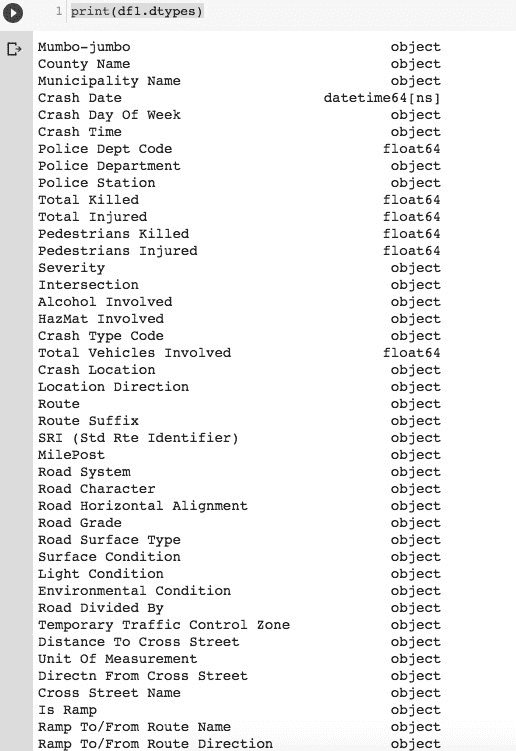 1 print(df1.dtypes)
Mumbo-jumbo object
County Name object
Municipality Name object
Crash Date datetime64[ns]
Crash Day Of Week object
Crash Time object
Police Dept Code float64
Police Department object
Police Station object
Total Killed float64
Total Injured float64
Pedestrians Killed float64
Pedestrians Injured float64
Severity object
Intersection object
Alcohol Involved object
HazMat Involved object
Crash Type Code object
Total Vehicles Involved float64
Crash Location object
Location Direction object
Route object
Route Suffix object
SRI (Std Rte Identifier) object
MilePost object
Road System object
Road Character object
Road Horizontal Alignment object
Road Grade object
Road Surface Type object
Surface Condition object
Light Condition object
Environmental Condition object
Road Divided By object
Temporary Traffic Control Zone object
Distance To Cross Street object
Unit Of Measurement object
Directn From Cross Street object
Cross Street Name object
Is Ramp object
Ramp To/From Route Name object
Ramp To/From Route Direction object